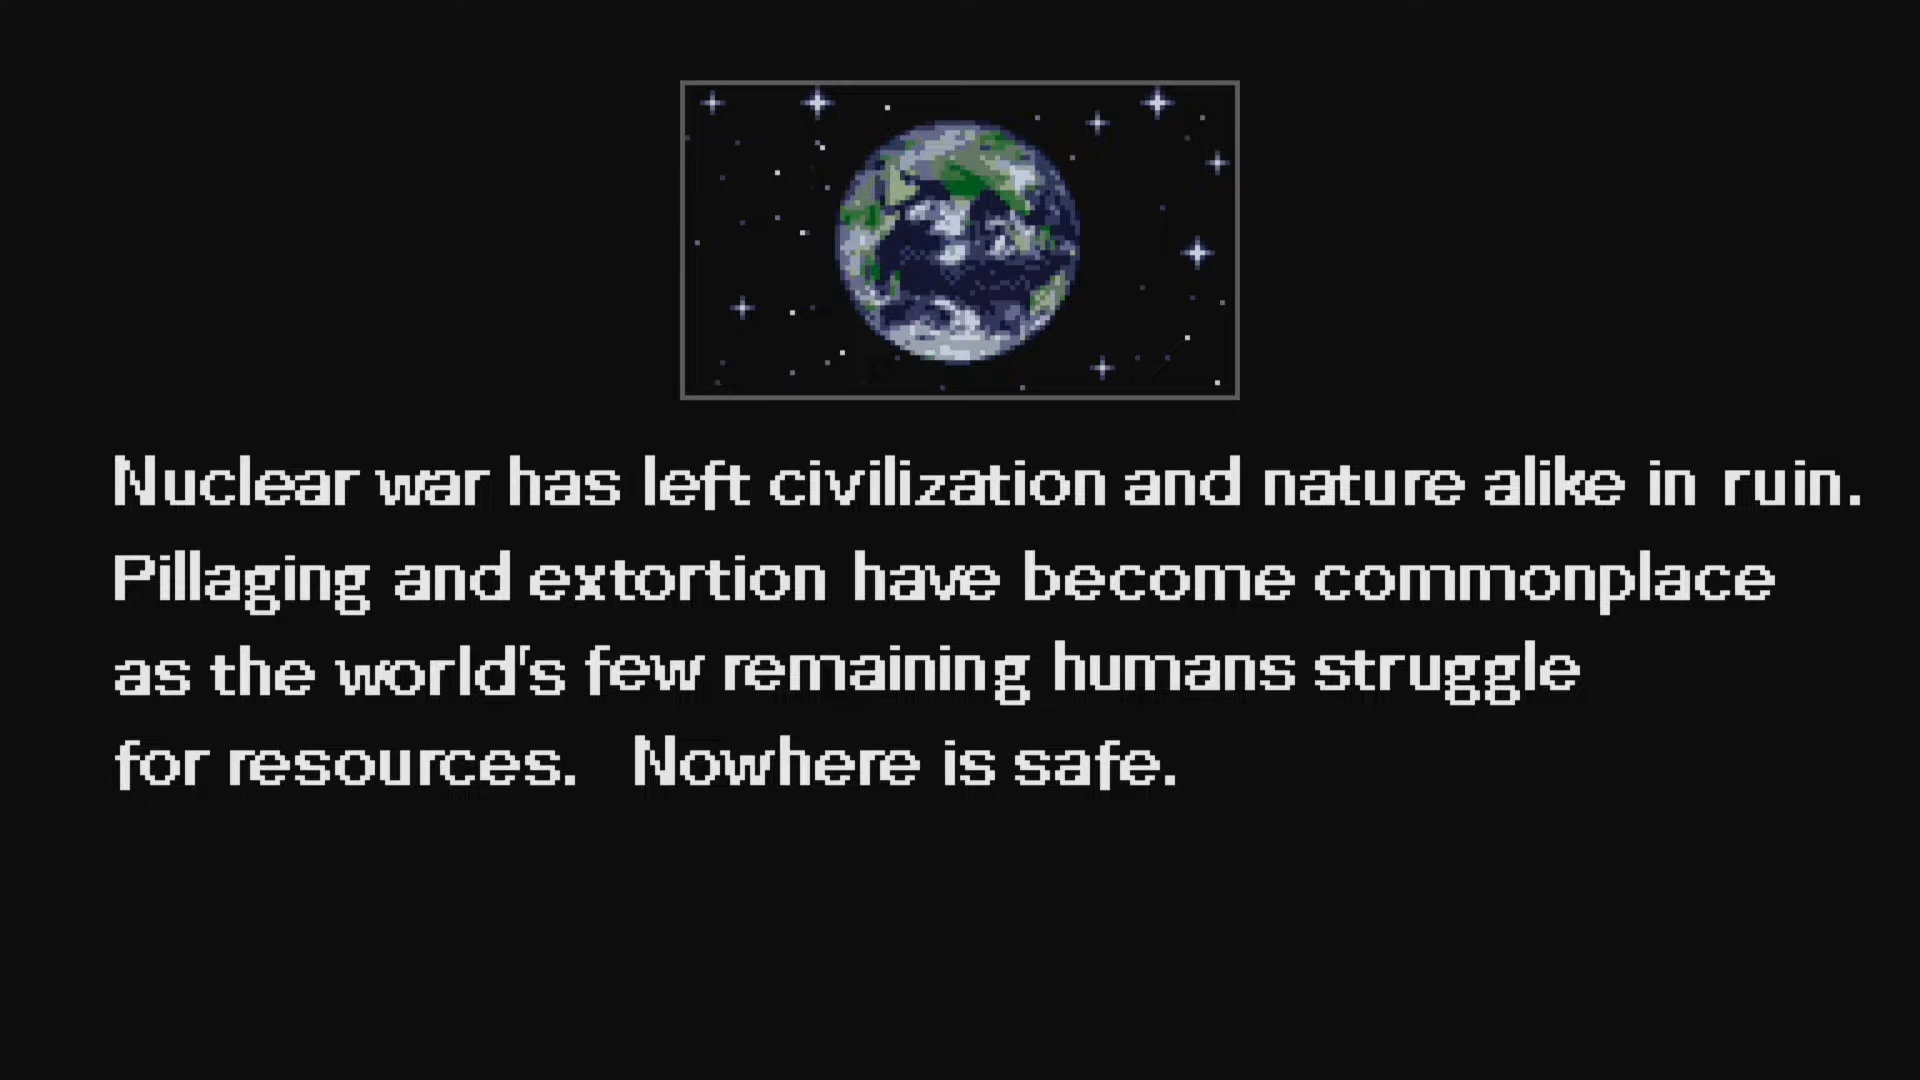 Nuclear war has left civilization and nature alike in ruin.
Pillaging and extortion have become commonplace
as the world's few remaining humans struggle
for resources.  Nowhere is safe.